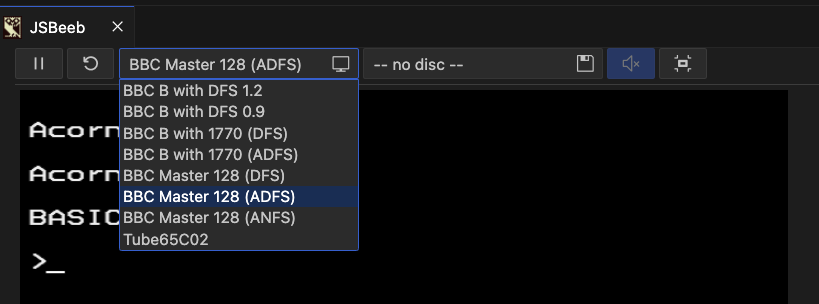 JSBeeb
BBC Master 128 (ADFS)
-- no disc --
BBC B with DFS 1.2
BBC B with DFS 0.9
BBC B with 1770 (DFS)
BBC B with 1770 (ADFS)
BBC Master 128 (DFS)
BBC Master 128 (ADFS)
BBC Master 128 (ANFS)
Tube65C02
Acorn
Acorn
BASIC
>_